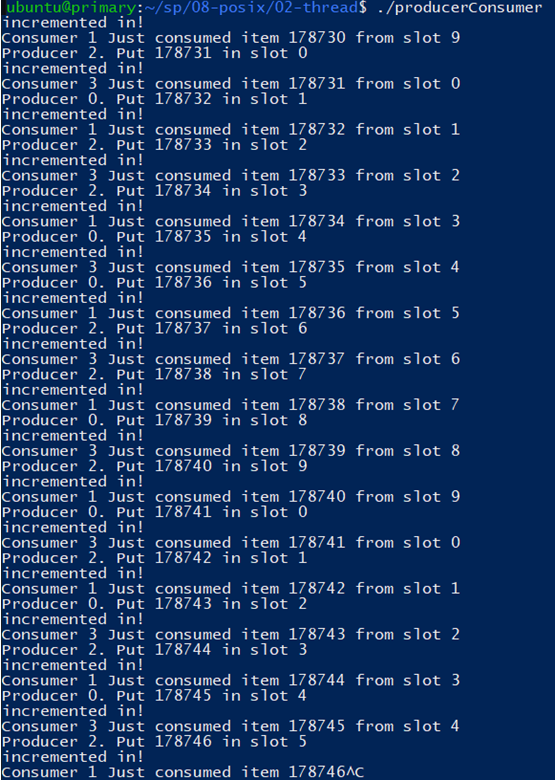 ubuntu@primary:~/sp/08-posix/02-thread$ ./producerConsumer
incremented in!
Consumer 1 Just consumed item 178730 from slot 9
Producer 2. Put 178731 in slot 0
incremented in!
Consumer 3 Just consumed item 178731 from slot 0
Producer 0. Put 178732 in slot 1
incremented in!
Consumer 1 Just consumed item 178732 from slot 1
Producer 2. Put 178733 in slot 2
incremented in!
Consumer 3 Just consumed item 178733 from slot 2
Producer 2. Put 178734 in slot 3
incremented in!
Consumer 1 Just consumed item 178734 from slot 3
Producer 0. Put 178735 in slot 4
incremented in!
Consumer 3 Just consumed item 178735 from slot 4
Producer 0. Put 178736 in slot 5
incremented in!
Consumer 1 Just consumed item 178736 from slot 5
Producer 2. Put 178737 in slot 6
incremented in!
Consumer 3 Just consumed item 178737 from slot 6
Producer 2. Put 178738 in slot 7
incremented in!
Consumer 1 Just consumed item 178738 from slot 7
Producer 0. Put 178739 in slot 8
incremented in!
Consumer 3 Just consumed item 178739 from slot 8
Producer 2. Put 178740 in slot 9
incremented in!
Consumer 1 Just consumed item 178740 from slot 9
Producer 0. Put 178741 in slot 0
incremented in!
Consumer 3 Just consumed item 178741 from slot 0
Producer 2. Put 178742 in slot 1
incremented in!
Consumer 1 Just consumed item 178742 from slot 1
Producer 0. Put 178743 in slot 2
incremented in!
Consumer 3 Just consumed item 178743 from slot 2
Producer 2. Put 178744 in slot 3
incremented in!
Consumer 1 Just consumed item 178744 from slot 3
Producer 0. Put 178745 in slot 4
incremented in!
Consumer 3 Just consumed item 178745 from slot 4
Producer 2. Put 178746 in slot 5
incremented in!
Consumer 1 Just consumed item 178746^C